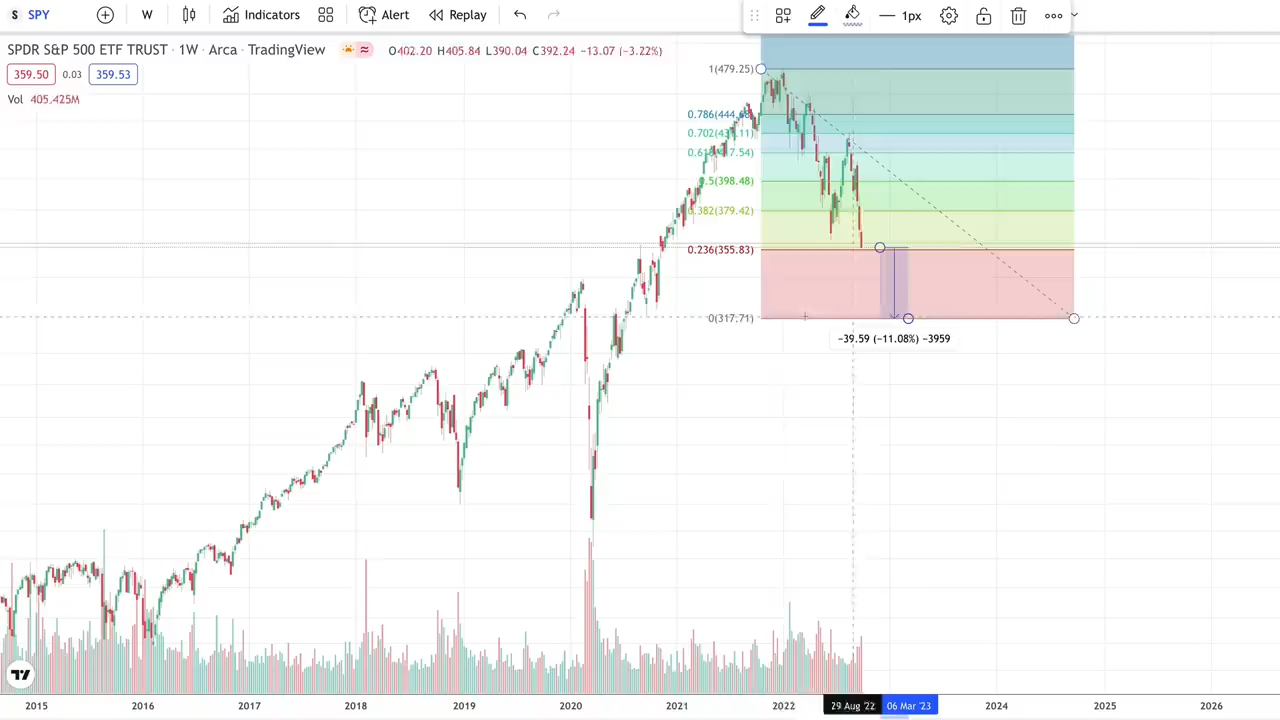 S SPY W Indicators Alert Replay 1px
SPDR S&P 500 ETF TRUST · 1W · Arca · TradingView O402.20 H405.84 L390.04 C392.24 −13.07 (−3.22%)
359.50 0.03 359.53
Vol 405.425M
1(479.25)
0.786(444.68)
0.5(398.48)
0.382(379.42)
0.236(355.83)
0(317.71)
−39.59 (−11.08%) −3959
2015 2016 2017 2018 2019 2020 2021 2022 29 Aug '22 06 Mar '23 2024 2025 2026